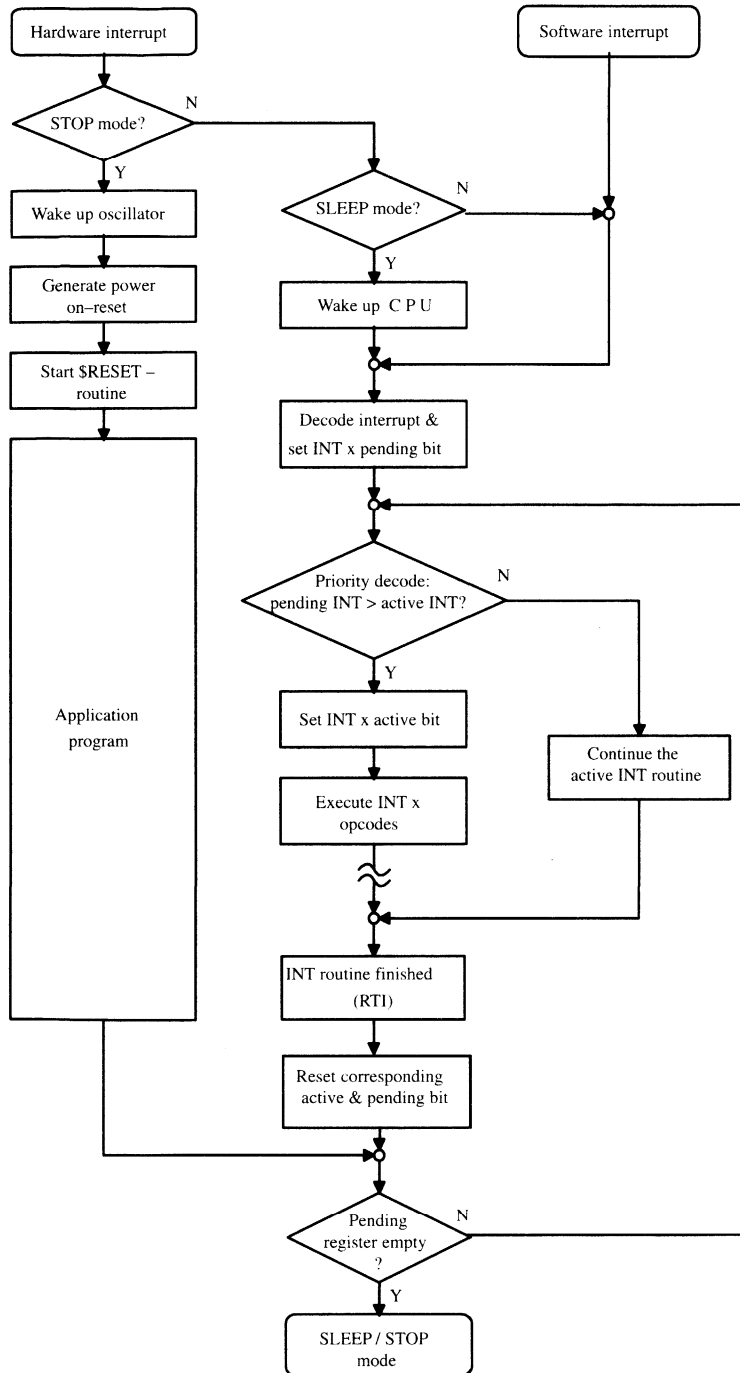 Hardware interrupt
Software interrupt
STOP mode?
N
Y
Wake up oscillator
SLEEP mode?
N
Y
Generate power
on–reset
Wake up C P U
Start $RESET –
routine
Decode interrupt &
set INT x pending bit
Priority decode:
pending INT > active INT?
N
Y
Application
program
Set INT x active bit
Continue the
active INT routine
Execute INT x
opcodes
INT routine finished
(RTI)
Reset corresponding
active & pending bit
Pending
register empty
?
N
Y
SLEEP / STOP
mode